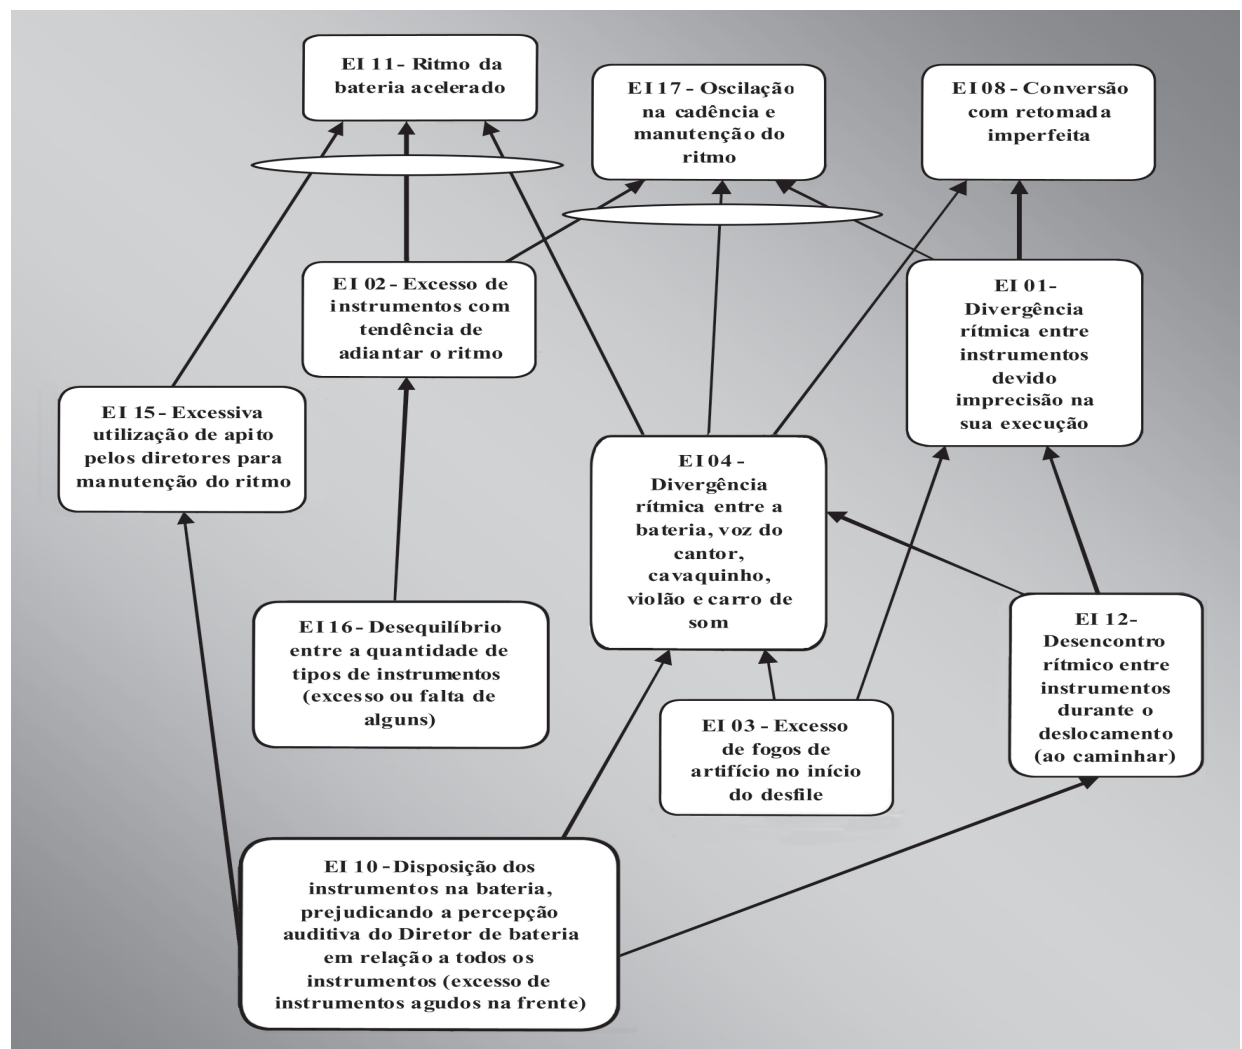 EI 11- Ritmo da
bateria acelerado
EI 17 - Oscilação
na cadência e
manutenção do
ritmo
EI 08 - Conversão
com retomada
imperfeita
EI 02 - Excesso de
instrumentos com
tendência de
adiantar o ritmo
EI 01-
Divergência
rítmica entre
instrumentos
devido
imprecisão na
sua execução
EI 15 - Excessiva
utilização de apito
pelos diretores para
manutenção do ritmo
EI 04 -
Divergência
rítmica entre a
bateria, voz do
cantor,
cavaquinho,
violão e carro de
som
EI 16 - Desequilíbrio
entre a quantidade de
tipos de instrumentos
(excesso ou falta de
alguns)
EI 12-
Desencontro
rítmico entre
instrumentos
durante o
deslocamento
(ao caminhar)
EI 03 - Excesso
de fogos de
artifício no início
do desfile
EI 10 - Disposição dos
instrumentos na bateria,
prejudicando a percepção
auditiva do Diretor de bateria
em relação a todos os
instrumentos (excesso de
instrumentos agudos na frente)